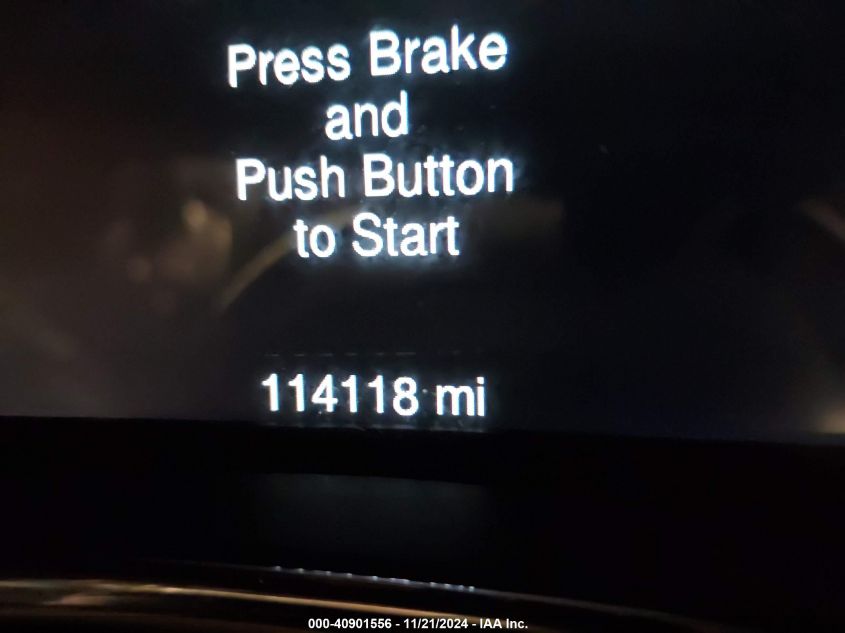 Press Brake
and
Push Button
to Start
114118 mi
000-40901556 - 11/21/2024 - IAA Inc.